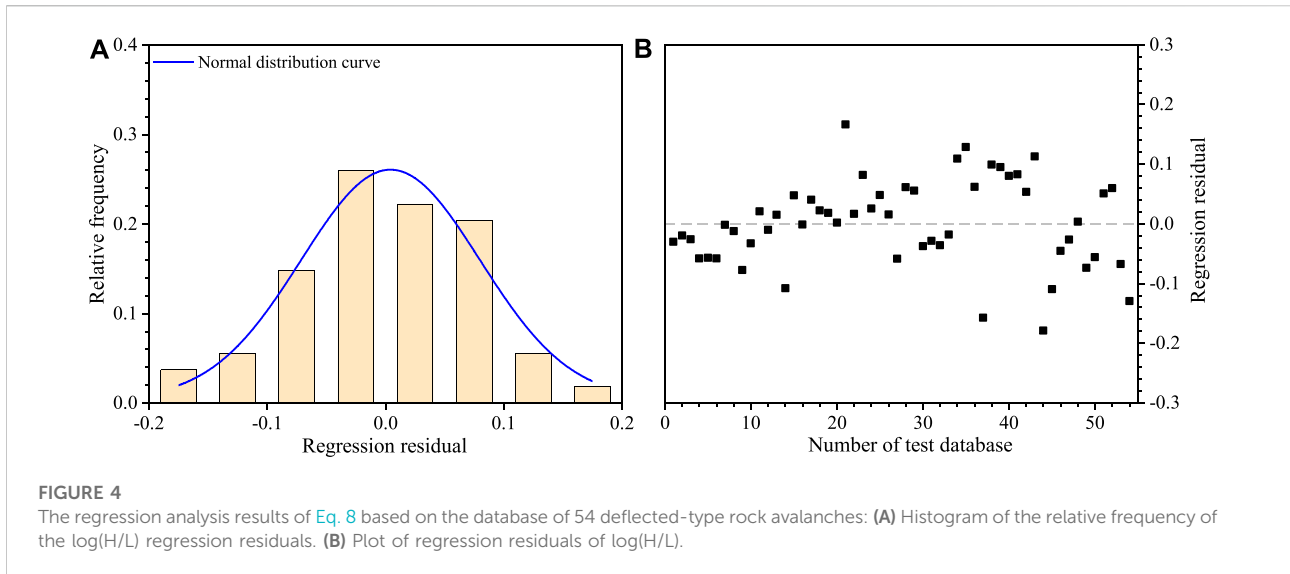 A
B
Normal distribution curve
0.4
0.3
0.2
0.1
0.0
Relative frequency
-0.2 -0.1 0.0 0.1 0.2
Regression residual
0.3
0.2
0.1
0.0
-0.1
-0.2
-0.3
Regression residual
0 10 20 30 40 50
Number of test database
FIGURE 4
The regression analysis results of Eq. 8 based on the database of 54 deflected-type rock avalanches: (A) Histogram of the relative frequency of
the log(H/L) regression residuals. (B) Plot of regression residuals of log(H/L).